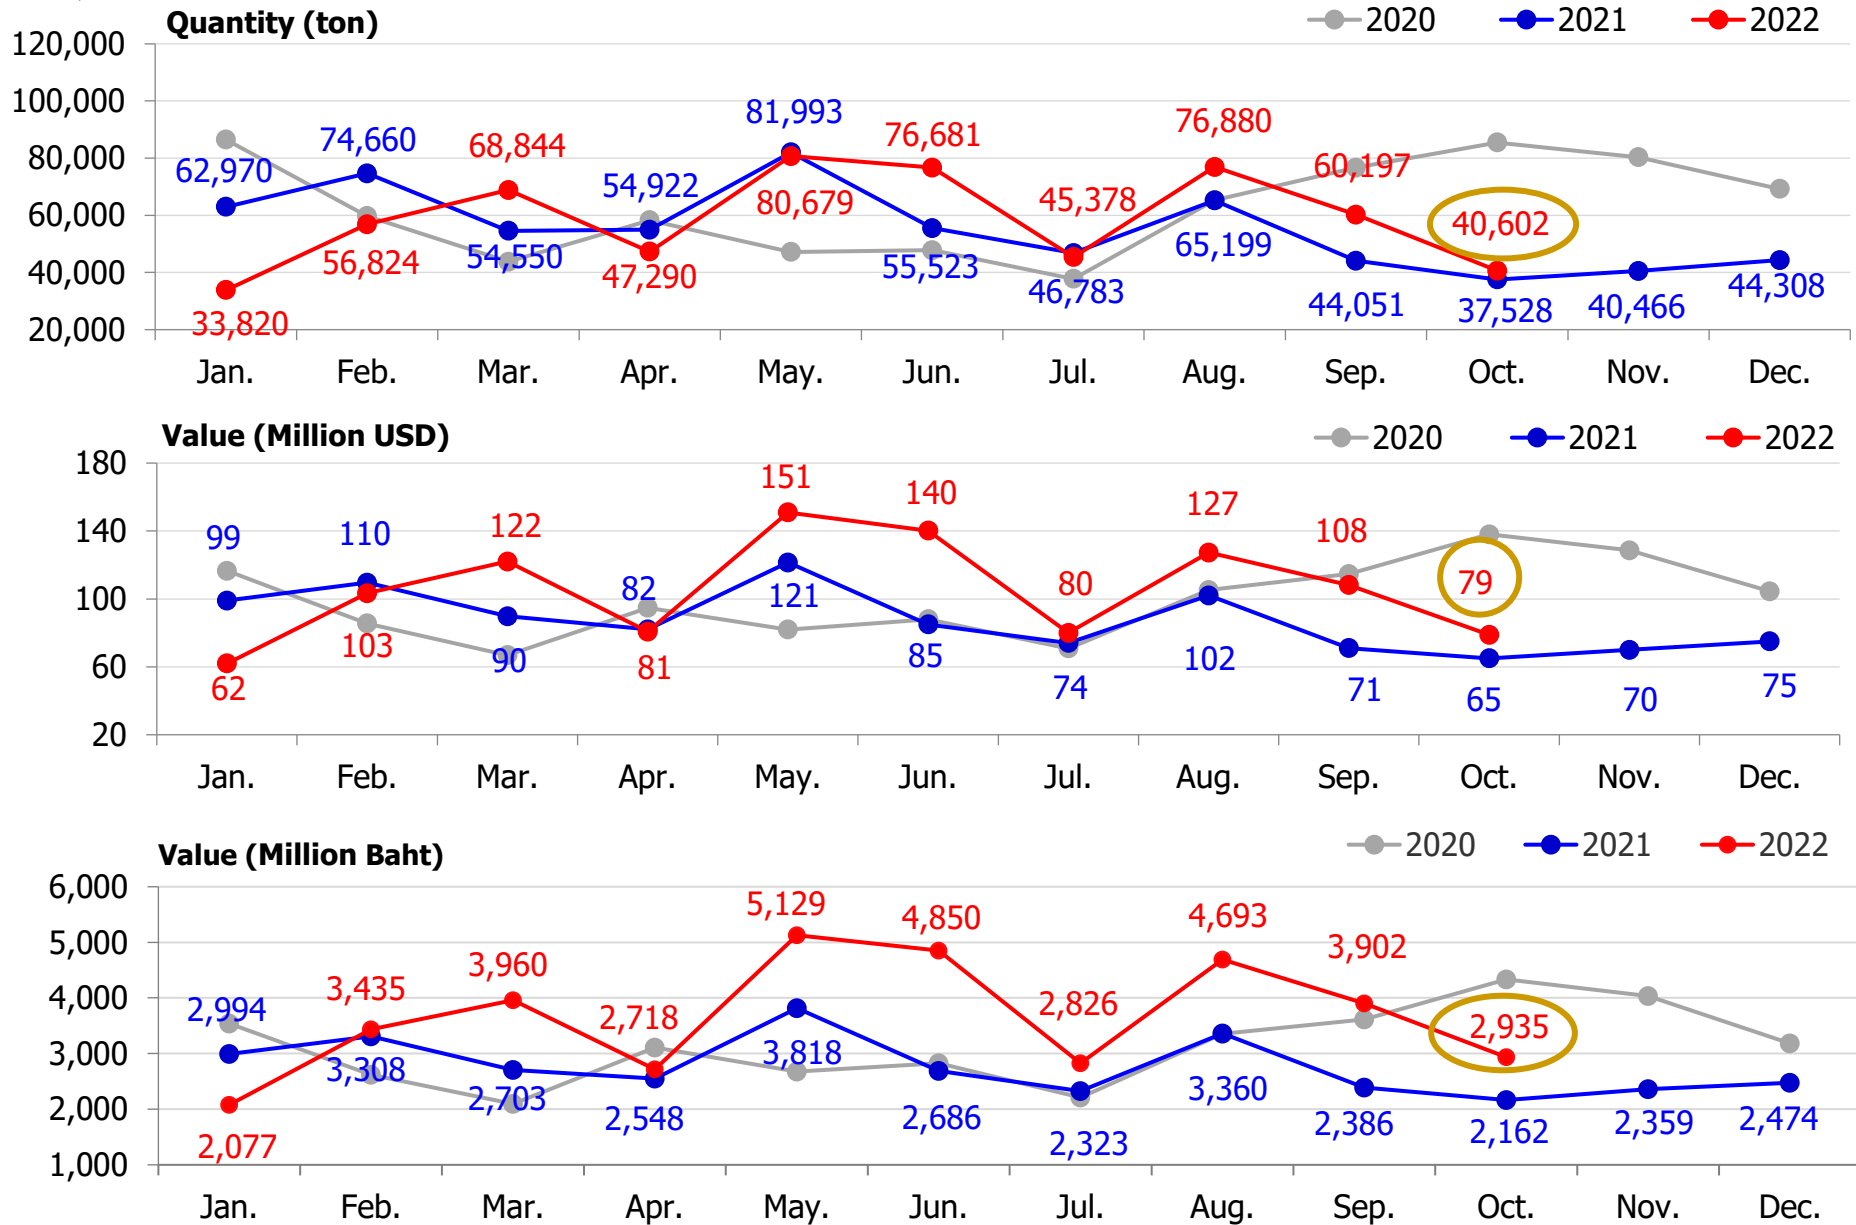 Quantity (ton)
2020 2021 2022
120,000
100,000
80,000
60,000
40,000
20,000
62,970 74,660 54,550 54,922 81,993 55,523 46,783 65,199 44,051 37,528 40,466 44,308
33,820 56,824 68,844 47,290 80,679 76,681 45,378 76,880 60,197 40,602
Jan. Feb. Mar. Apr. May. Jun. Jul. Aug. Sep. Oct. Nov. Dec.
Value (Million USD)
2020 2021 2022
180
140
100
60
20
99 110 90 82 121 85 74 102 71 65 70 75
62 103 122 81 151 140 80 127 108 79
Jan. Feb. Mar. Apr. May. Jun. Jul. Aug. Sep. Oct. Nov. Dec.
Value (Million Baht)
2020 2021 2022
6,000
5,000
4,000
3,000
2,000
1,000
2,994 3,308 2,703 2,548 3,818 2,686 2,323 3,360 2,386 2,162 2,359 2,474
2,077 3,435 3,960 2,718 5,129 4,850 2,826 4,693 3,902 2,935
Jan. Feb. Mar. Apr. May. Jun. Jul. Aug. Sep. Oct. Nov. Dec.